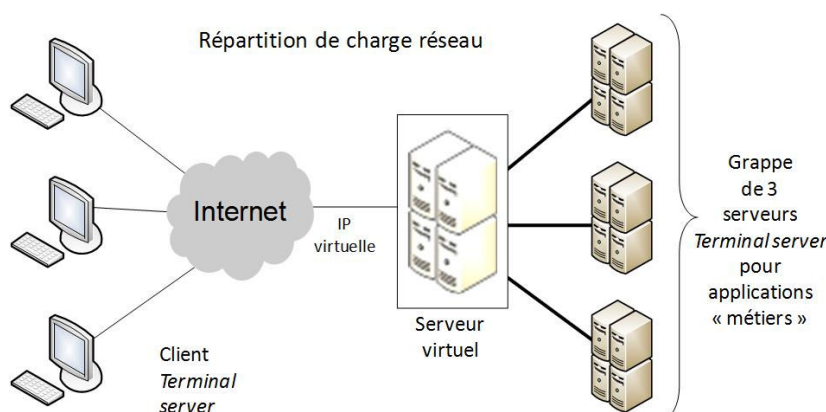 Répartition de charge réseau
Internet
IP
virtuelle
Serveur
virtuel
Client
Terminal
server
Grappe
de 3
serveurs
Terminal server
pour
applications
« métiers »